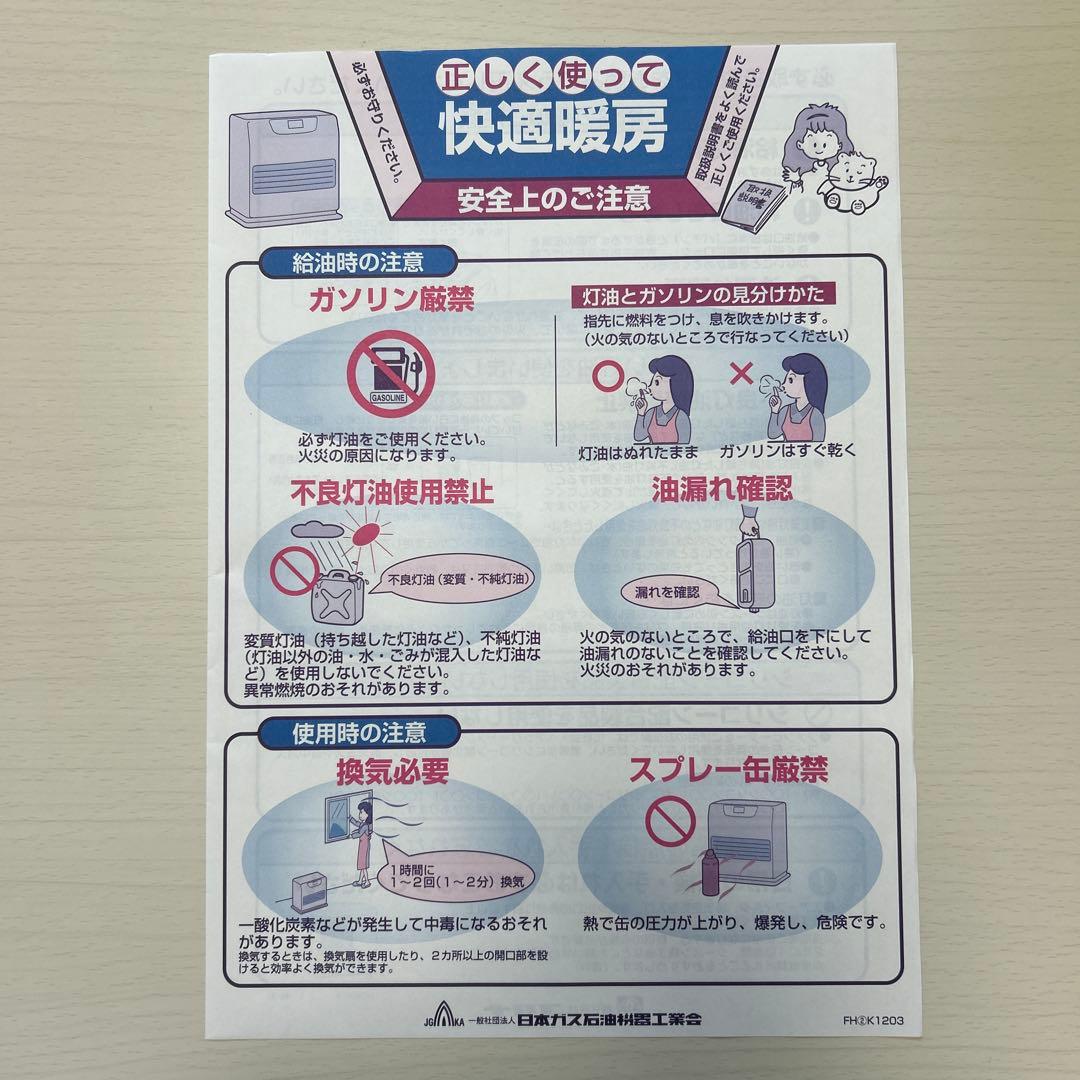 必ずお守りください。
正しく使って
快適暖房
取扱説明書をよく読んで
正しくご使用ください。
安全上のご注意
取扱
説明書
給油時の注意
ガソリン厳禁
GASOLINE
必ず灯油をご使用ください。
火災の原因になります。
灯油とガソリンの見分けかた
指先に燃料をつけ、息を吹きかけます。
（火の気のないところで行なってください）
灯油はぬれたまま
ガソリンはすぐ乾く
不良灯油使用禁止
不良灯油（変質・不純灯油）
変質灯油（持ち越した灯油など）、不純灯油
（灯油以外の油・水・ごみが混入した灯油な
ど）を使用しないでください。
異常燃焼のおそれがあります。
油漏れ確認
漏れを確認
火の気のないところで、給油口を下にして
油漏れのないことを確認してください。
火災のおそれがあります。
使用時の注意
換気必要
1時間に
1〜2回（1〜2分）換気
一酸化炭素などが発生して中毒になるおそれ
があります。
換気するときは、換気扇を使用したり、2カ所以上の開口部を設
けると効率よく換気ができます。
スプレー缶厳禁
熱で缶の圧力が上がり、爆発し、危険です。
JGKA 一般社団法人 日本ガス石油機器工業会
FH②K1203